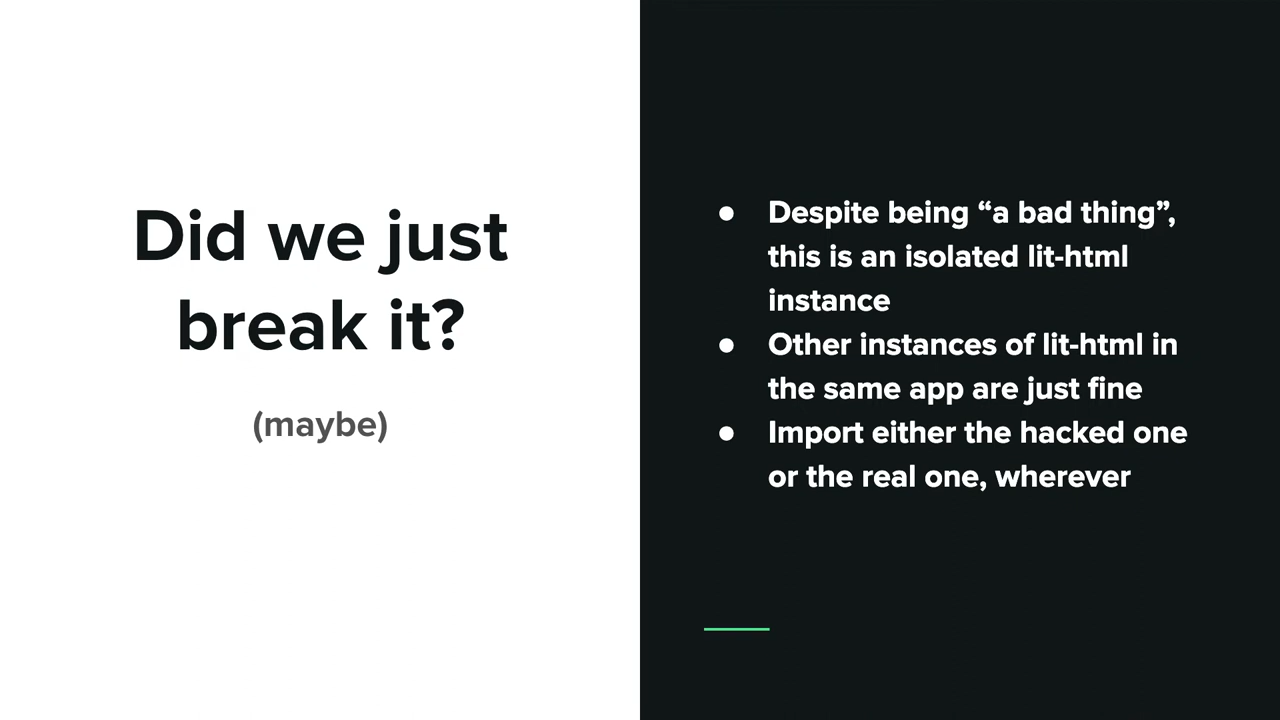 Did we just
break it?
(maybe)
● Despite being “a bad thing”,
this is an isolated lit-html
instance
● Other instances of lit-html in
the same app are just fine
● Import either the hacked one
or the real one, wherever